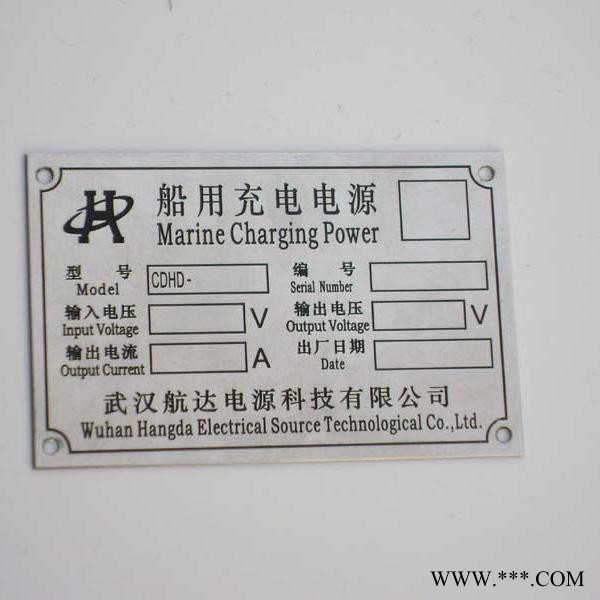 船用充电电源
Marine Charging Power
型号 CDHD- 编号
Model Serial Number
输入电压 V 输出电压 V
Input Voltage Output Voltage
输出电流 A 出厂日期
Output Current Date
武汉航达电源科技有限公司
Wuhan Hangda Electrical Source Technological Co.,Ltd.
WWW.***.COM